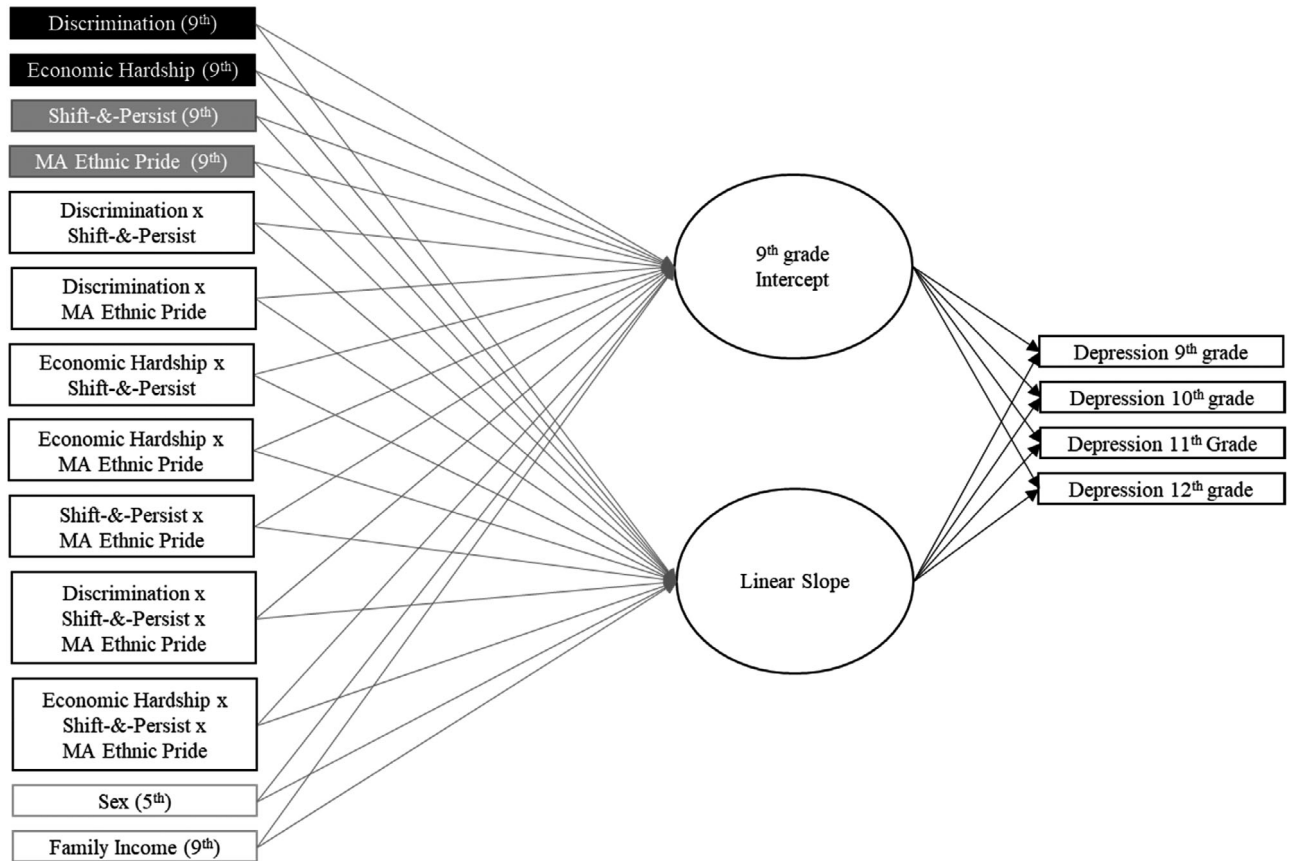 Discrimination (9th)
Economic Hardship (9th)
Shift-&-Persist (9th)
MA Ethnic Pride (9th)
Discrimination x
Shift-&-Persist
Discrimination x
MA Ethnic Pride
Economic Hardship x
Shift-&-Persist
Economic Hardship x
MA Ethnic Pride
Shift-&-Persist x
MA Ethnic Pride
Discrimination x
Shift-&-Persist x
MA Ethnic Pride
Economic Hardship x
Shift-&-Persist x
MA Ethnic Pride
Sex (5th)
Family Income (9th)
9th grade
Intercept
Linear Slope
Depression 9th grade
Depression 10th grade
Depression 11th Grade
Depression 12th grade